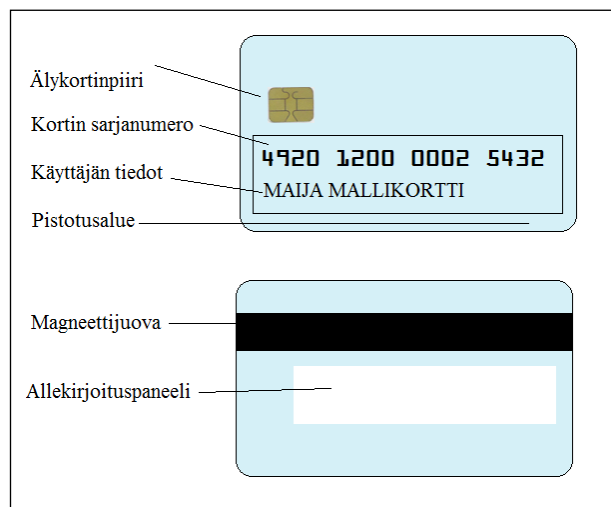 Älykortinpiiri
Kortin sarjanumero
4920 1200 0002 5432
Käyttäjän tiedot
MAIJA MALLIKORTTI
Pistotusalue
Magneettijuova
Allekirjoituspaneeli